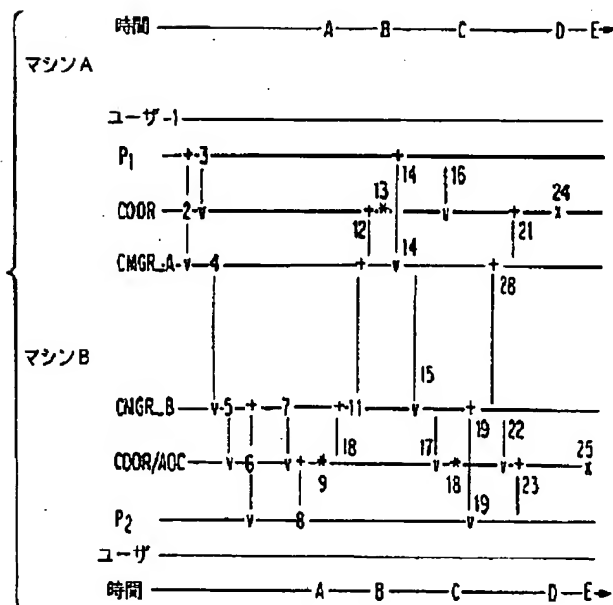 時間 A B C D E
マシンA
ユーザ-1
P1 + 3 +
14 16 24
COOR 2 v + 13 * v + x
12 21
14
CMGR_A v 4 + v +
28
マシンB
15
CNGR_B v 5 + 7 + 11 v +
18 19 22
COOR/AOC v 6 v + * 17 v * v + 25 x
9 18 23
19
P2 v 8 v
ユーザ
時間 A B C D E